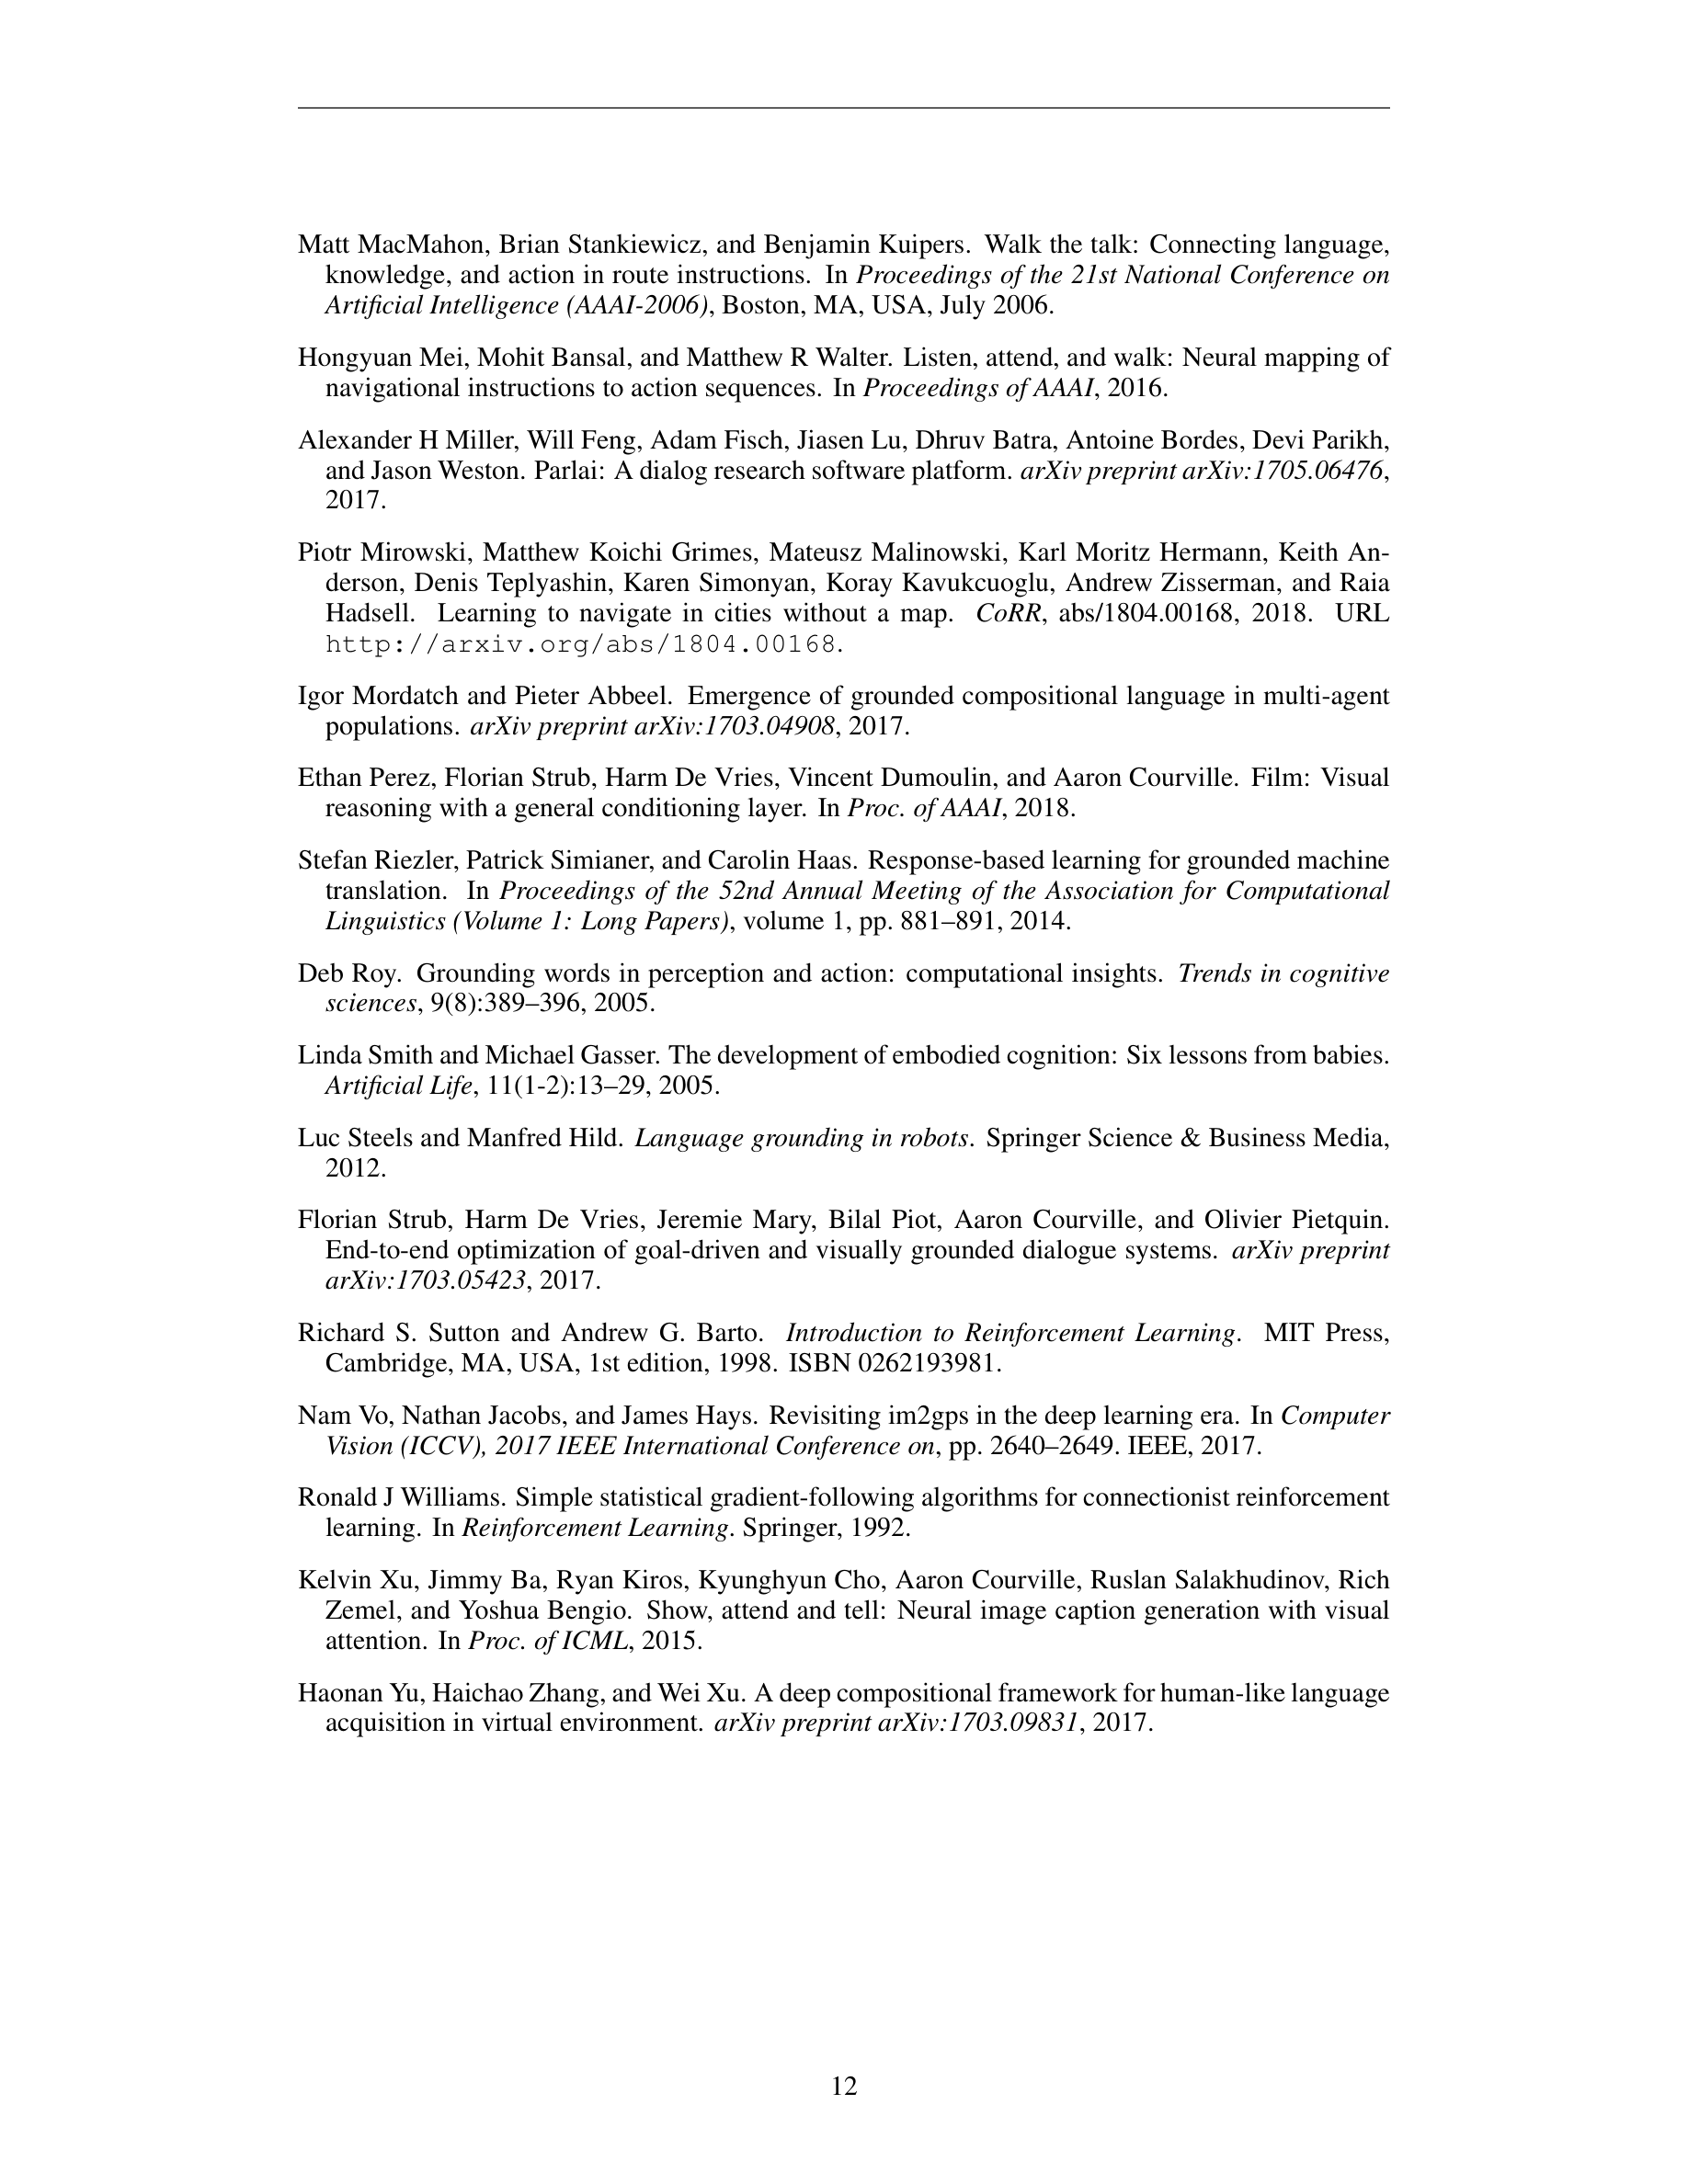 Matt MacMahon, Brian Stankiewicz, and Benjamin Kuipers. Walk the talk: Connecting language,
knowledge, and action in route instructions. In Proceedings of the 21st National Conference on
Artificial Intelligence (AAAI-2006), Boston, MA, USA, July 2006.
Hongyuan Mei, Mohit Bansal, and Matthew R Walter. Listen, attend, and walk: Neural mapping of
navigational instructions to action sequences. In Proceedings of AAAI, 2016.
Alexander H Miller, Will Feng, Adam Fisch, Jiasen Lu, Dhruv Batra, Antoine Bordes, Devi Parikh,
and Jason Weston. Parlai: A dialog research software platform. arXiv preprint arXiv:1705.06476,
2017.
Piotr Mirowski, Matthew Koichi Grimes, Mateusz Malinowski, Karl Moritz Hermann, Keith An-
derson, Denis Teplyashin, Karen Simonyan, Koray Kavukcuoglu, Andrew Zisserman, and Raia
Hadsell. Learning to navigate in cities without a map. CoRR, abs/1804.00168, 2018. URL
http://arxiv.org/abs/1804.00168.
Igor Mordatch and Pieter Abbeel. Emergence of grounded compositional language in multi-agent
populations. arXiv preprint arXiv:1703.04908, 2017.
Ethan Perez, Florian Strub, Harm De Vries, Vincent Dumoulin, and Aaron Courville. Film: Visual
reasoning with a general conditioning layer. In Proc. of AAAI, 2018.
Stefan Riezler, Patrick Simianer, and Carolin Haas. Response-based learning for grounded machine
translation. In Proceedings of the 52nd Annual Meeting of the Association for Computational
Linguistics (Volume 1: Long Papers), volume 1, pp. 881–891, 2014.
Deb Roy. Grounding words in perception and action: computational insights. Trends in cognitive
sciences, 9(8):389–396, 2005.
Linda Smith and Michael Gasser. The development of embodied cognition: Six lessons from babies.
Artificial Life, 11(1-2):13–29, 2005.
Luc Steels and Manfred Hild. Language grounding in robots. Springer Science & Business Media,
2012.
Florian Strub, Harm De Vries, Jeremie Mary, Bilal Piot, Aaron Courville, and Olivier Pietquin.
End-to-end optimization of goal-driven and visually grounded dialogue systems. arXiv preprint
arXiv:1703.05423, 2017.
Richard S. Sutton and Andrew G. Barto. Introduction to Reinforcement Learning. MIT Press,
Cambridge, MA, USA, 1st edition, 1998. ISBN 0262193981.
Nam Vo, Nathan Jacobs, and James Hays. Revisiting im2gps in the deep learning era. In Computer
Vision (ICCV), 2017 IEEE International Conference on, pp. 2640–2649. IEEE, 2017.
Ronald J Williams. Simple statistical gradient-following algorithms for connectionist reinforcement
learning. In Reinforcement Learning. Springer, 1992.
Kelvin Xu, Jimmy Ba, Ryan Kiros, Kyunghyun Cho, Aaron Courville, Ruslan Salakhudinov, Rich
Zemel, and Yoshua Bengio. Show, attend and tell: Neural image caption generation with visual
attention. In Proc. of ICML, 2015.
Haonan Yu, Haichao Zhang, and Wei Xu. A deep compositional framework for human-like language
acquisition in virtual environment. arXiv preprint arXiv:1703.09831, 2017.
12